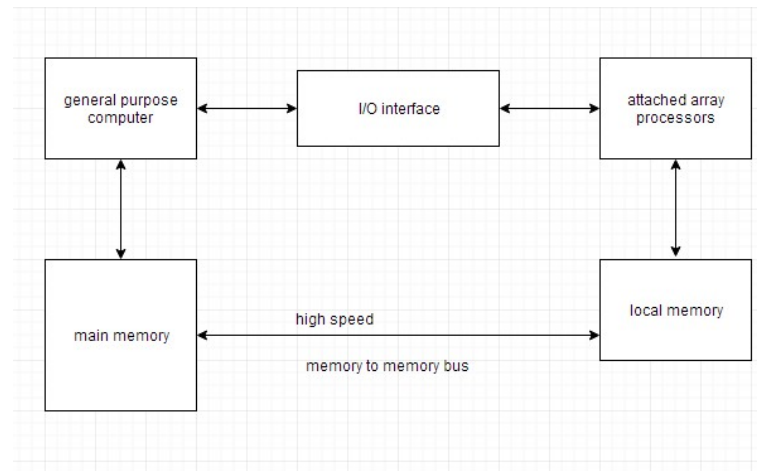 general purpose
computer
I/O interface
attached array
processors
main memory
high speed
memory to memory bus
local memory